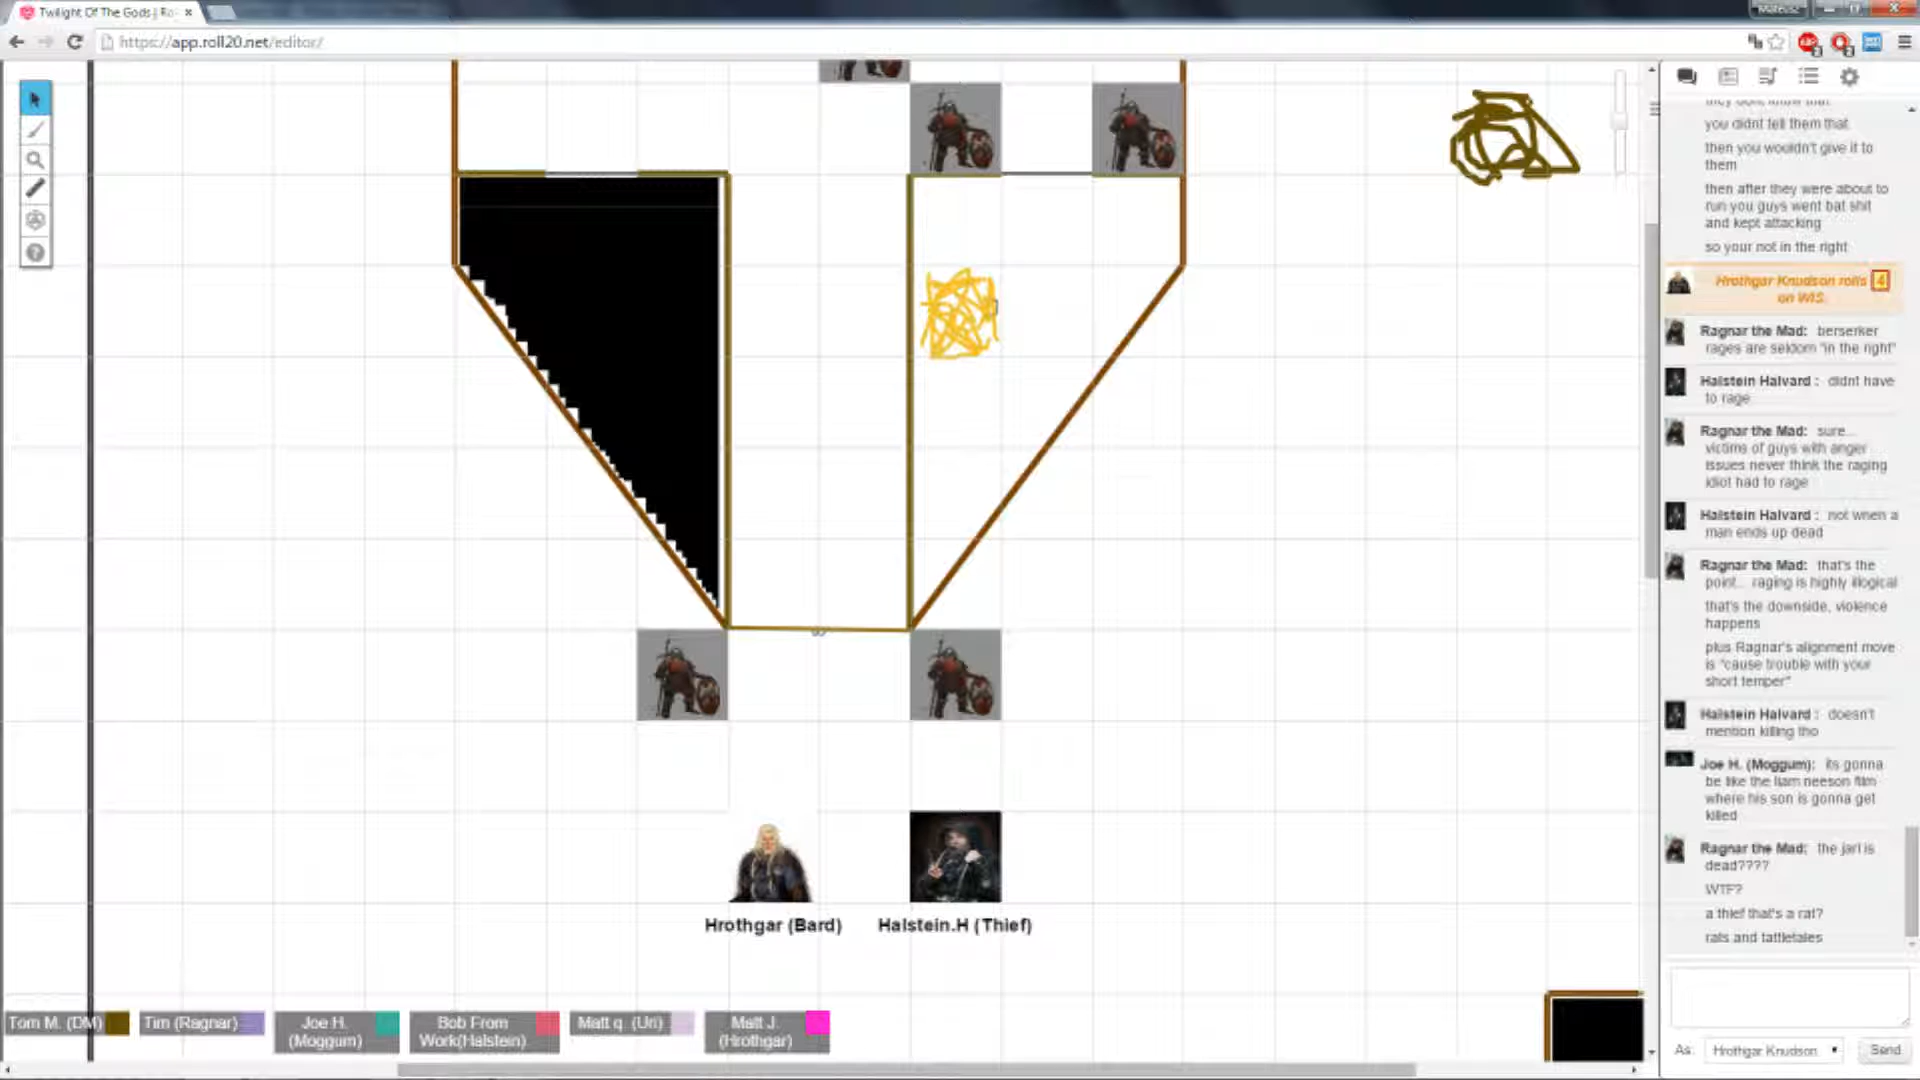 Twilight Of The Gods | Ro
Mateusz
https://app.roll20.net/editor/
they dont know that
you didnt tell them that
then you wouldn't give it to
them
then after they were about to
run you guys went bat shit
and kept attacking
so your not in the right
Hrothgar Knudson rolls 4
on WIS.
Ragnar the Mad: berserker
rages are seldom "in the right"
Halstein Halvard : didnt have
to rage
Ragnar the Mad: sure...
victims of guys with anger
issues never think the raging
idiot had to rage
Halstein Halvard : not when a
man ends up dead
Ragnar the Mad: that's the
point... raging is highly illogical
that's the downside, violence
happens
plus Ragnar's alignment move
is "cause trouble with your
short temper"
Halstein Halvard : doesn't
mention killing tho
Joe H. (Moggum): its gonna
be like the liam neeson film
where his son is gonna get
killed
Ragnar the Mad: the jarl is
dead????
WTF?
a thief that's a rat?
rats and tattletales
Hrothgar (Bard)
Halstein.H (Thief)
Tom M. (DM)
Tim (Ragnar)
Joe H.
(Moggum)
Bob From
Work(Halstein)
Matt q. (Uri)
Matt J.
(Hrothgar)
As:
Hrothgar Knudson
Send